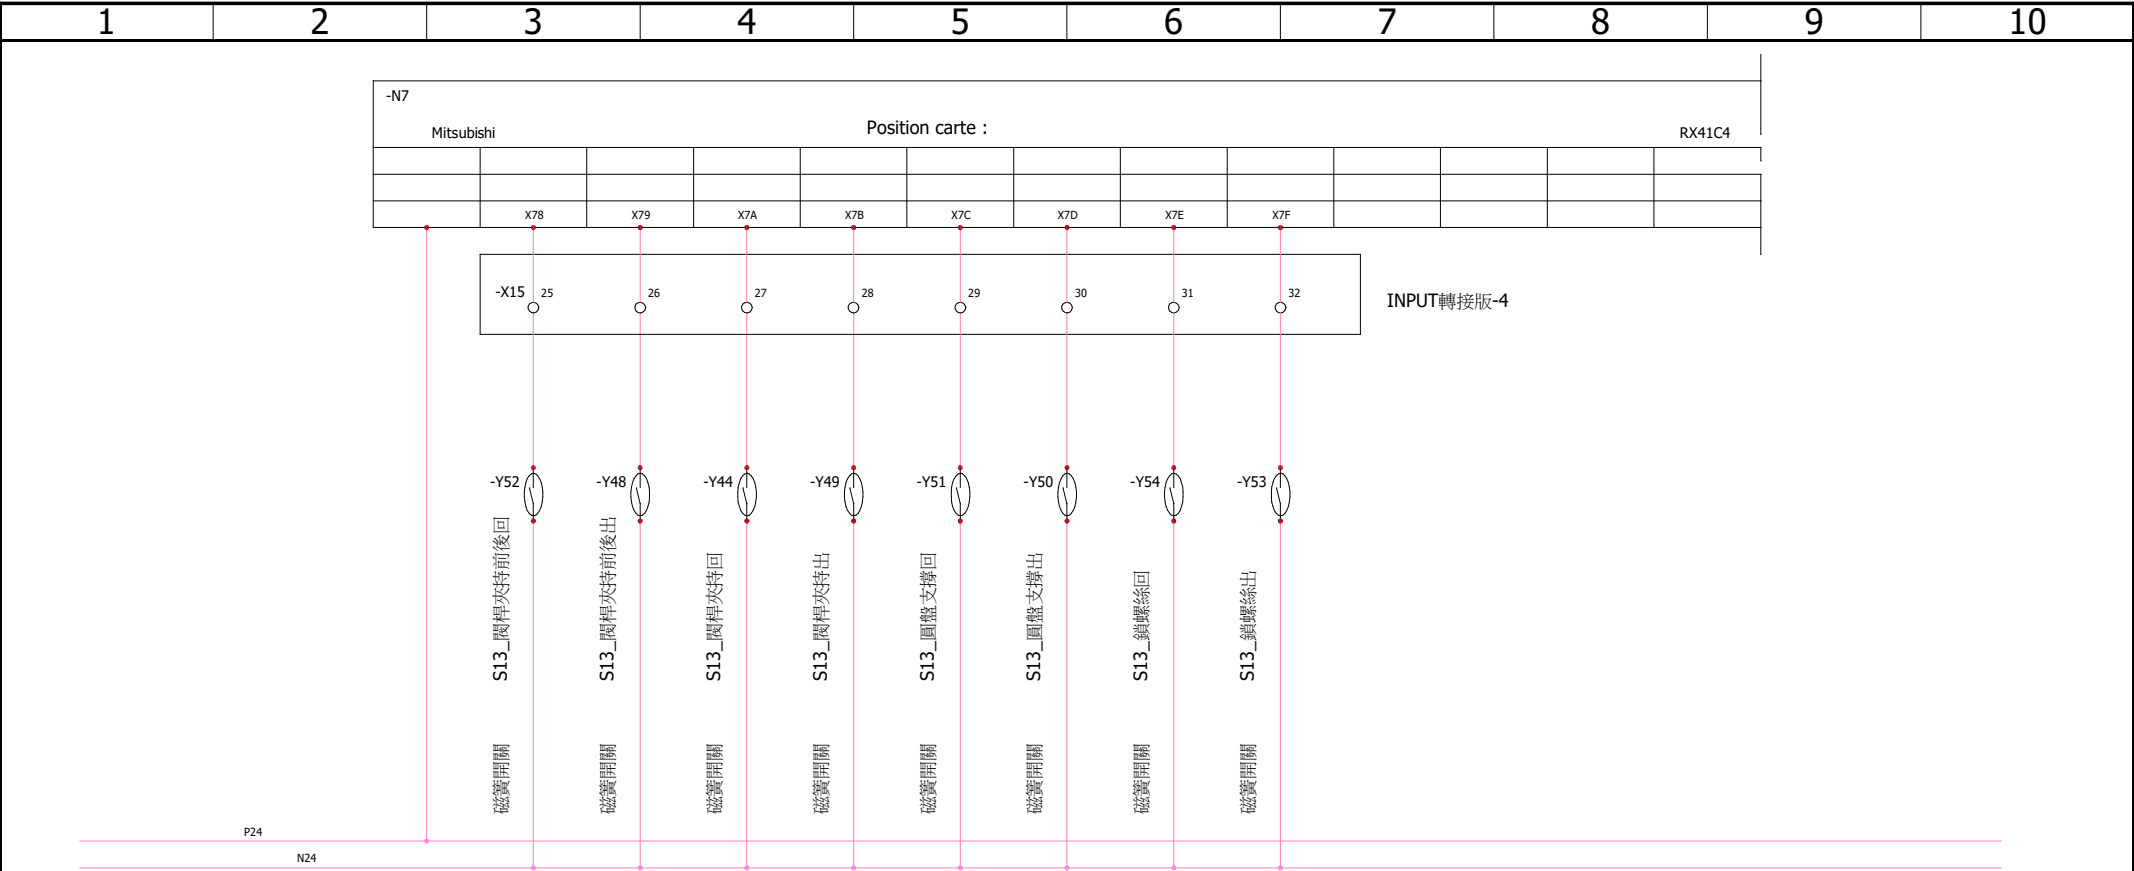 1 2 3 4 5 6 7 8 9 10
-N7
Mitsubishi Position carte : RX41C4
X78 X79 X7A X7B X7C X7D X7E X7F
-X15 25 26 27 28 29 30 31 32
INPUT轉接版-4
-Y52 -Y48 -Y44 -Y49 -Y51 -Y50 -Y54 -Y53
S13_閥桿夾持前後回
S13_閥桿夾持前後出
S13_閥桿夾持回
S13_閥桿夾持出
S13_圓盤支撐回
S13_圓盤支撐出
S13_鎖螺絲回
S13_鎖螺絲出
磁簧開關
磁簧開關
磁簧開關
磁簧開關
磁簧開關
磁簧開關
磁簧開關
磁簧開關
P24
N24